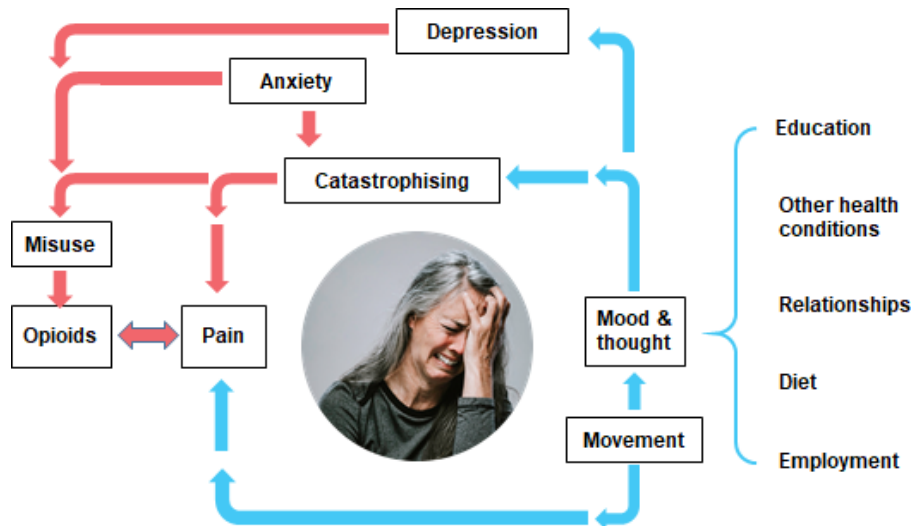 Depression
Anxiety
Education
Catastrophising
Other health
conditions
Misuse
Relationships
Opioids
Pain
Mood &
thought
Diet
Movement
Employment